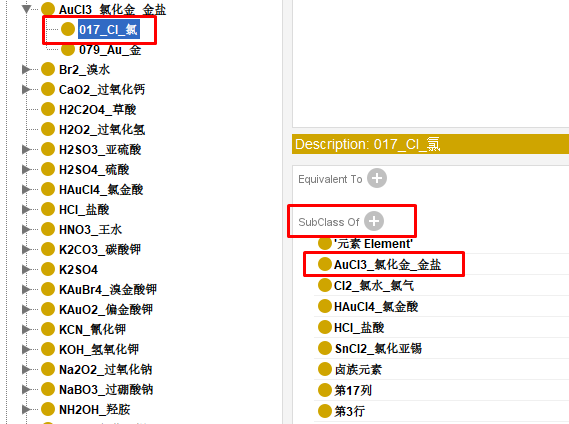 AuCl3_氯化金_金盐
017_Cl_氯
079_Au_金
Br2_溴水
CaO2_过氧化钙
H2C2O4_草酸
H2O2_过氧化氢
H2SO3_亚硫酸
H2SO4_硫酸
HAuCl4_氯金酸
HCl_盐酸
HNO3_王水
K2CO3_碳酸钾
K2SO4
KAuBr4_溴金酸钾
KAuO2_偏金酸钾
KCN_氰化钾
KOH_氢氧化钾
Na2O2_过氧化钠
NaBO3_过硼酸钠
NH2OH_羟胺
Description: 017_Cl_氯
Equivalent To
SubClass Of
'元素 Element'
AuCl3_氯化金_金盐
Cl2_氯水_氯气
HAuCl4_氯金酸
HCl_盐酸
SnCl2_氯化亚锡
卤族元素
第17列
第3行